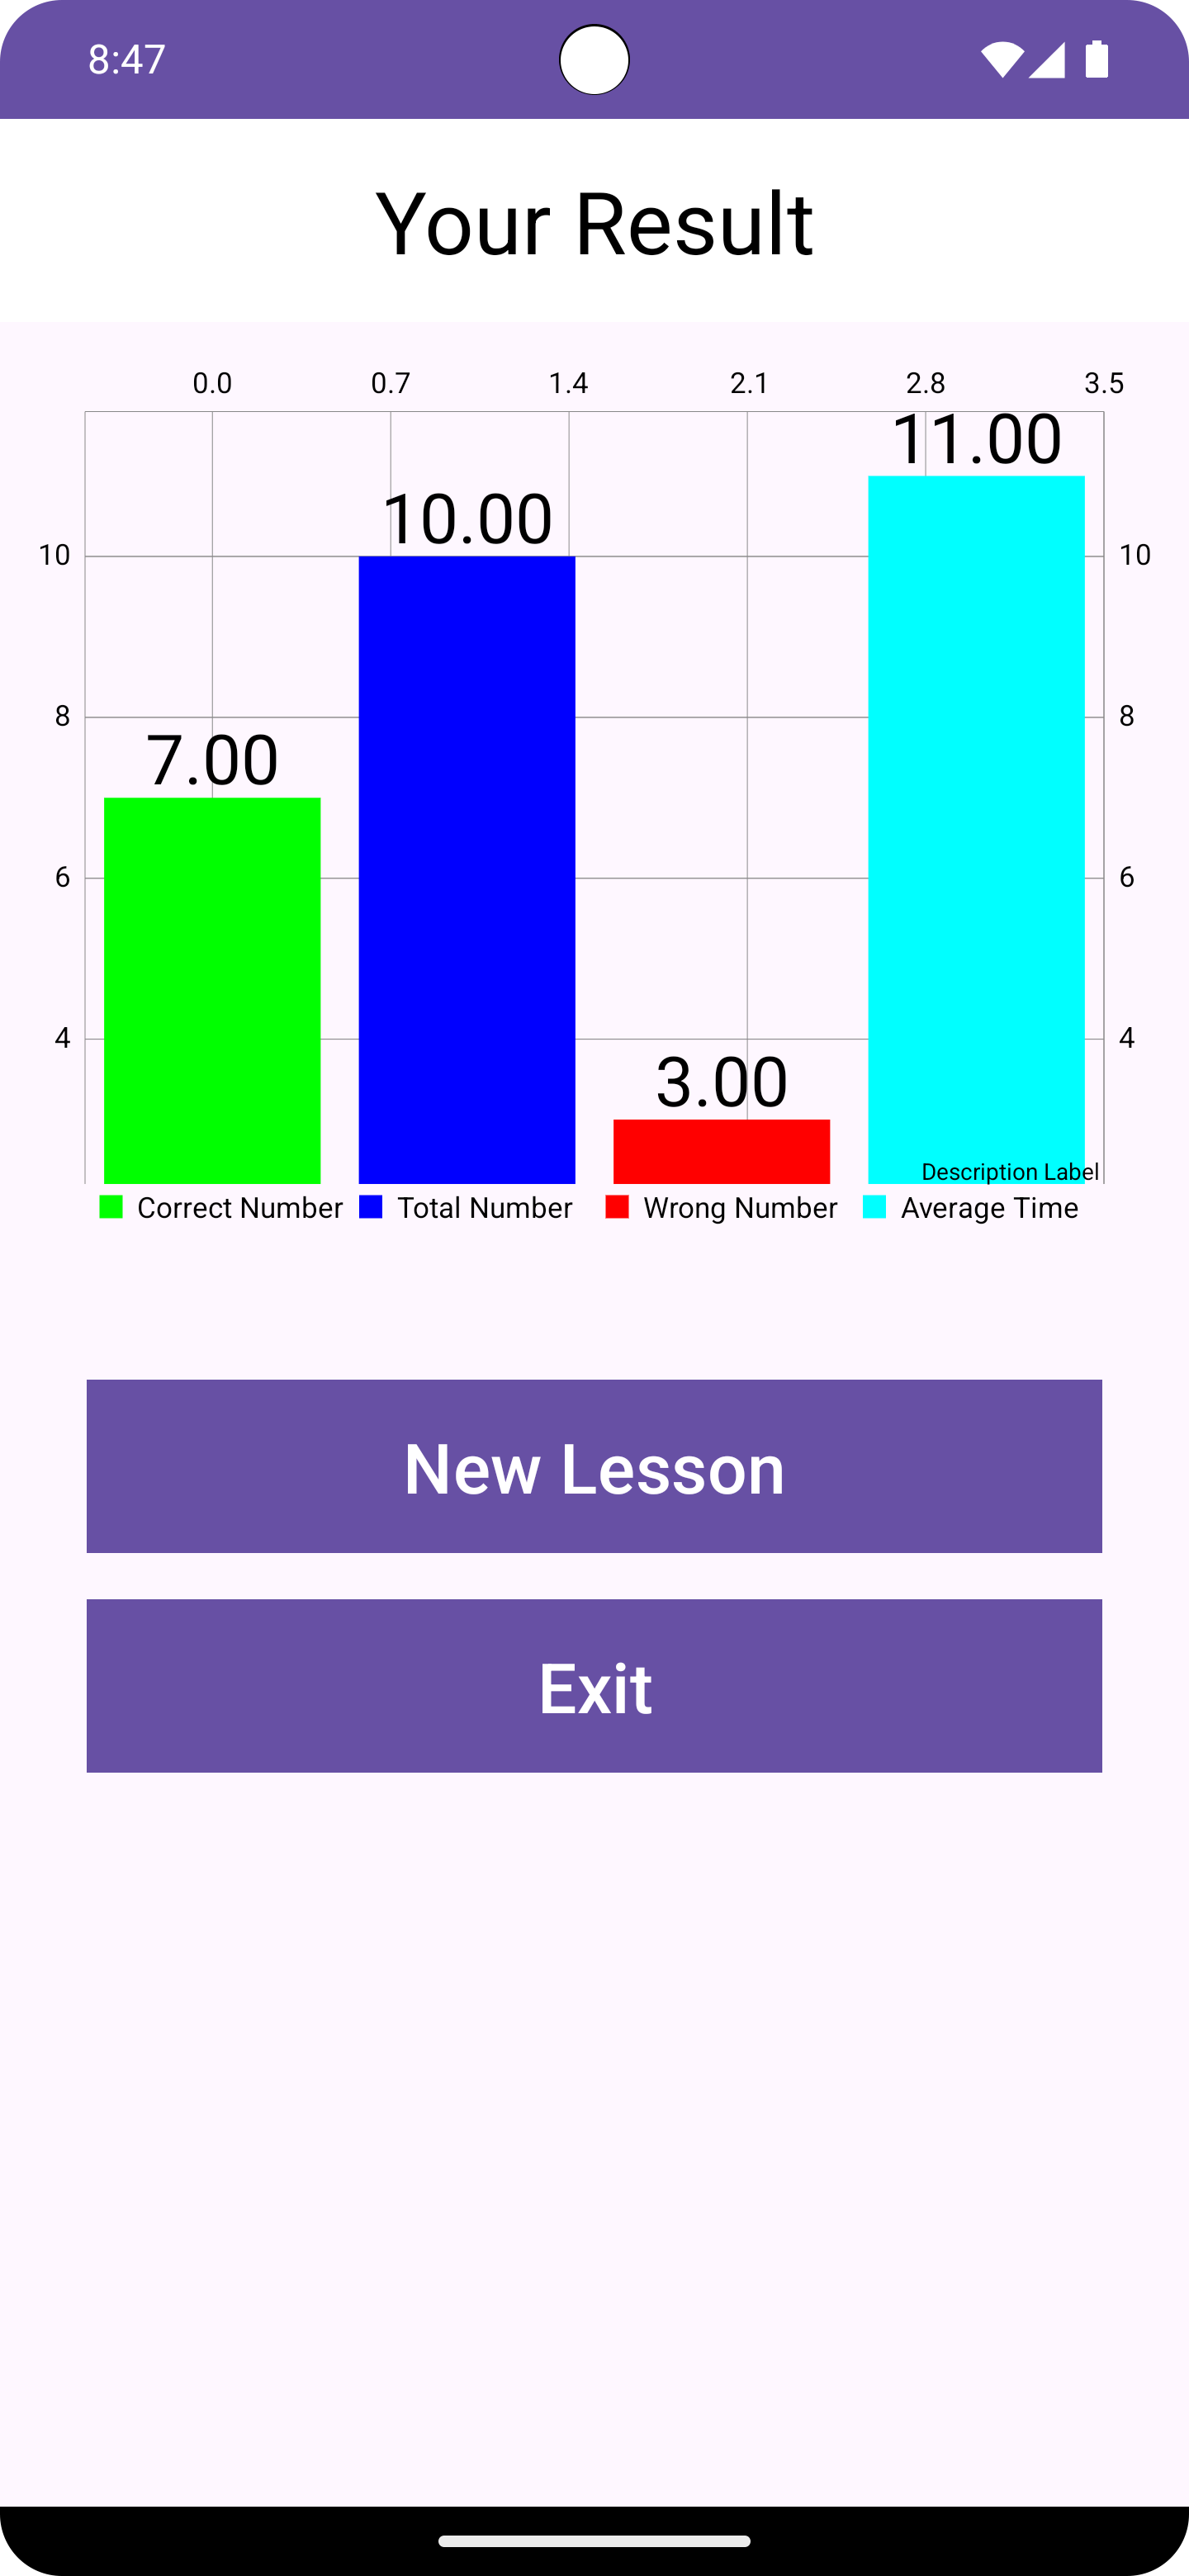 8:47
Your Result
0.0 0.7 1.4 2.1 2.8 3.5
11.00
10.00
10 10
8 8
7.00
6 6
4 4
3.00
Description Label
Correct Number Total Number Wrong Number Average Time
New Lesson
Exit